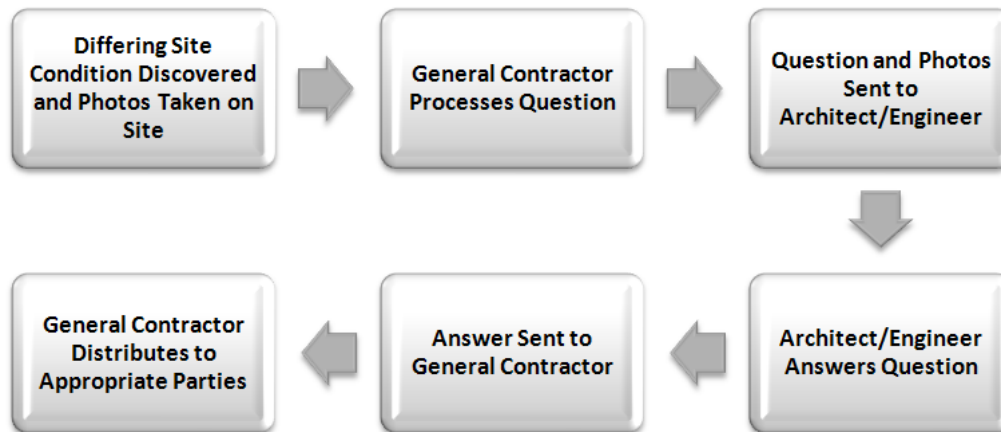 Differing Site
Condition Discovered
and Photos Taken on
Site
General Contractor
Processes Question
Question and Photos
Sent to
Architect/Engineer
Architect/Engineer
Answers Question
Answer Sent to
General Contractor
General Contractor
Distributes to
Appropriate Parties